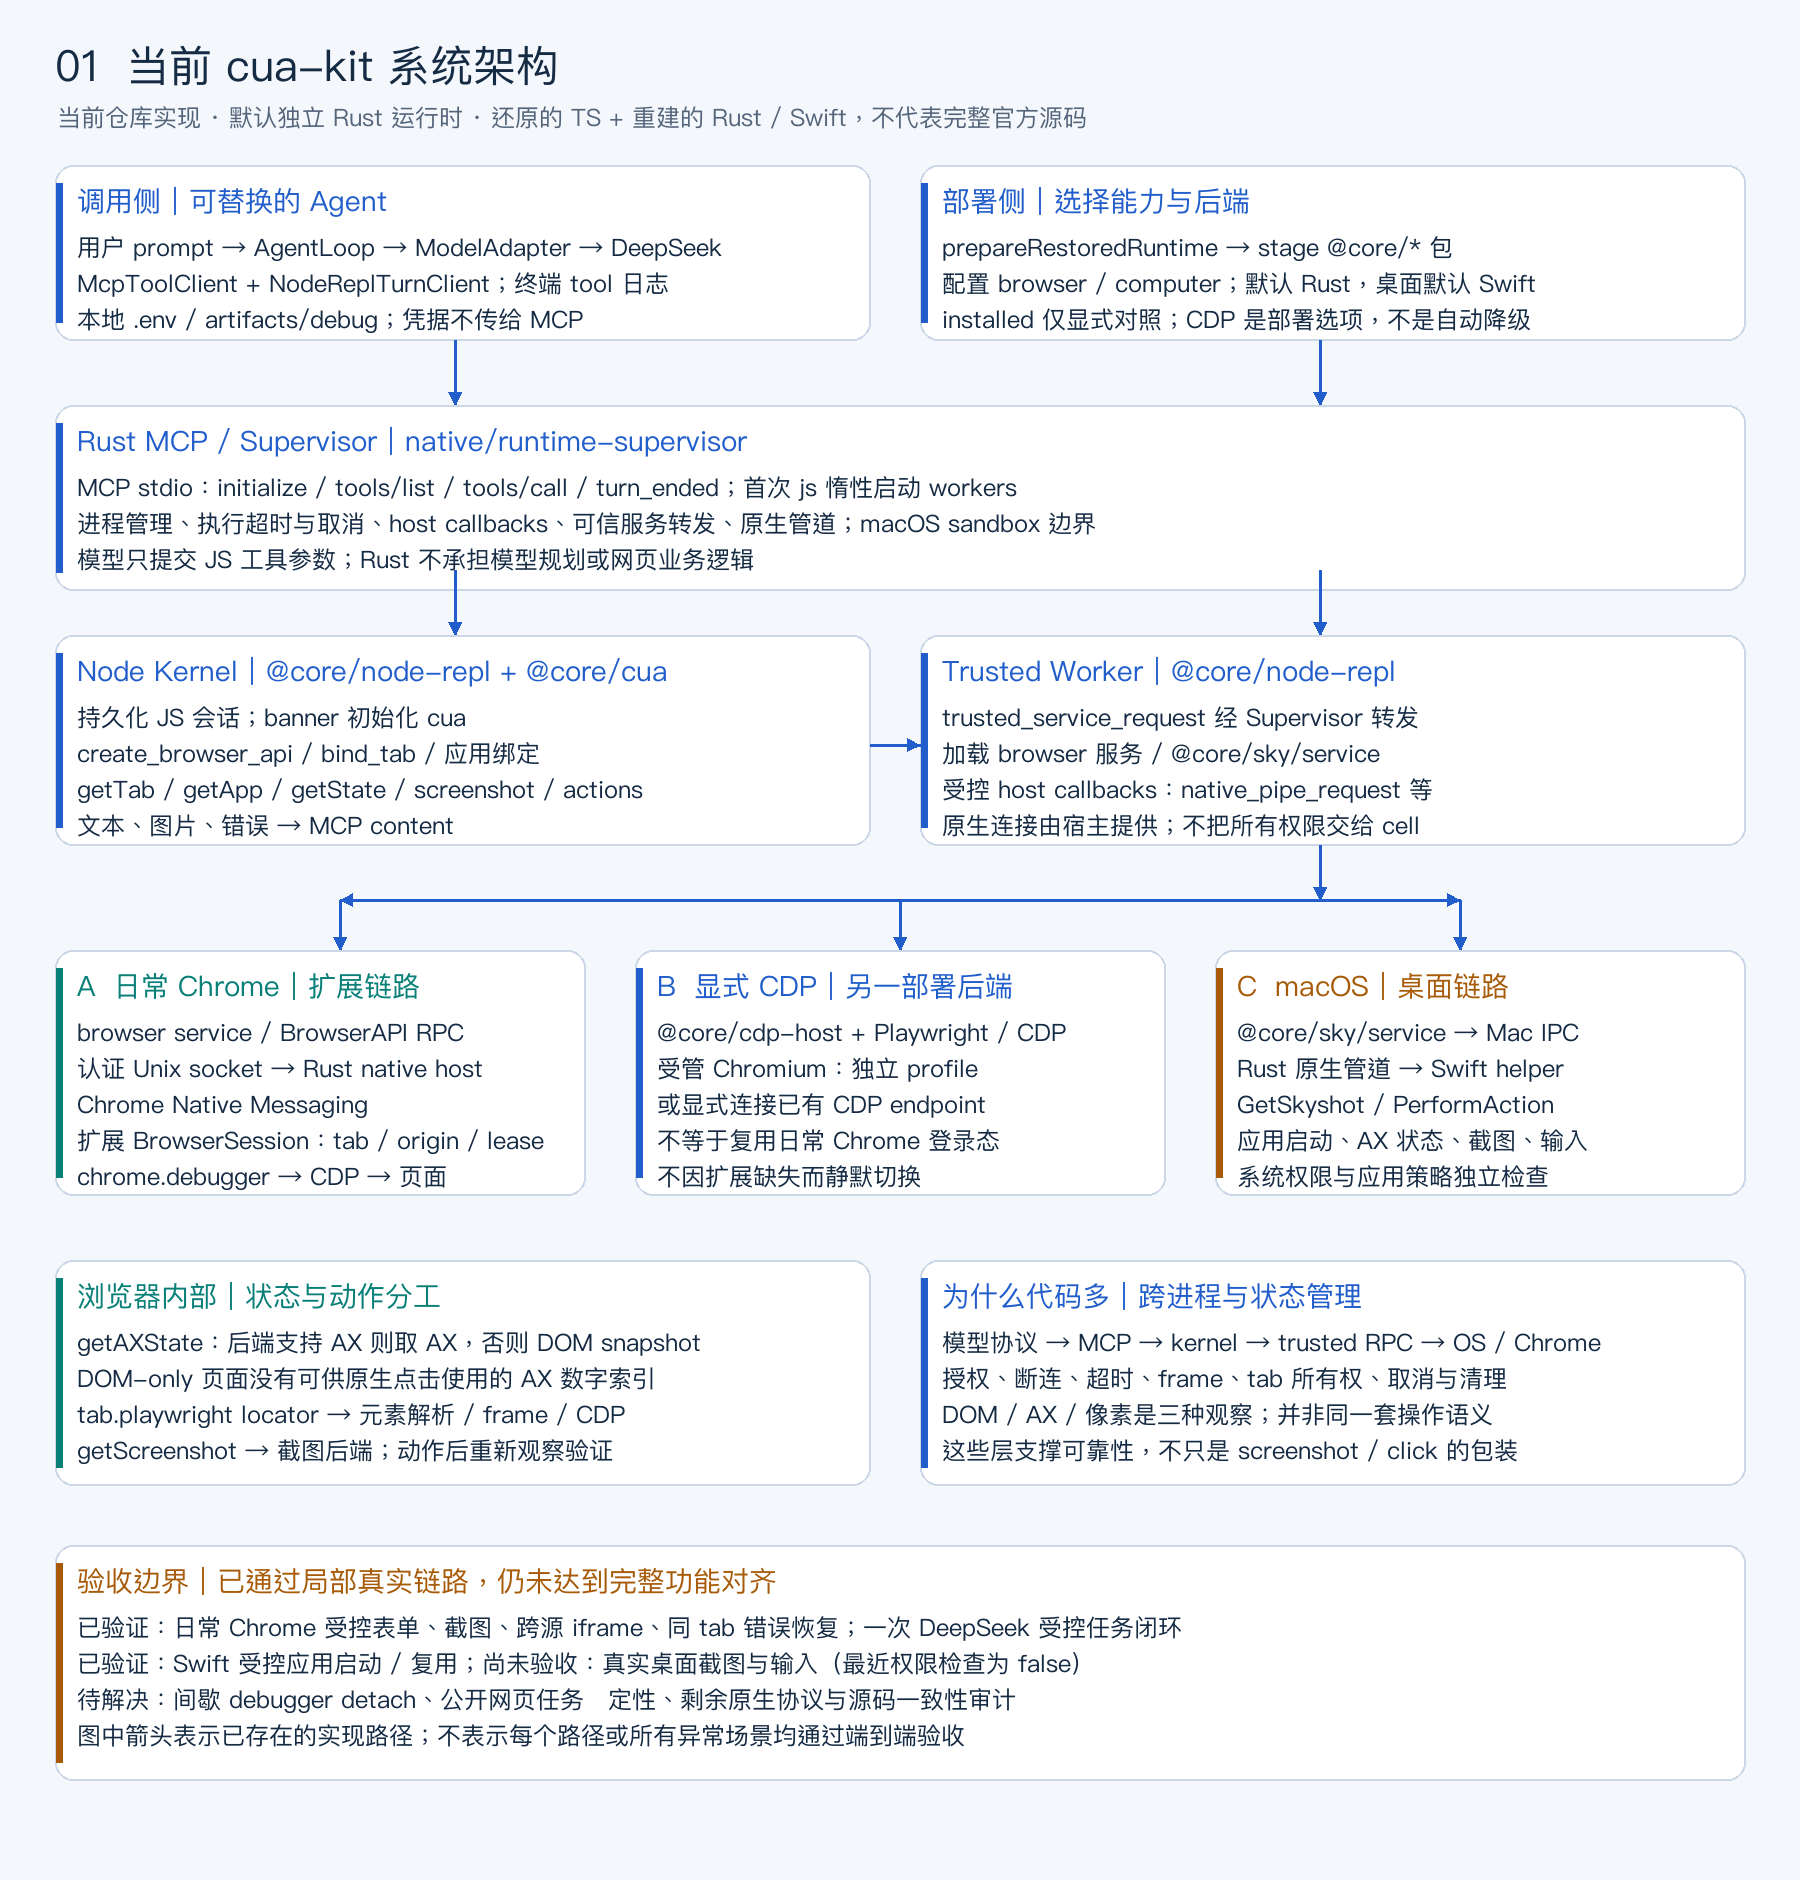 01 当前 cua-kit 系统架构
当前仓库实现 · 默认独立 Rust 运行时 · 还原的 TS + 重建的 Rust / Swift，不代表完整官方源码
调用侧｜可替换的 Agent
用户 prompt → AgentLoop → ModelAdapter → DeepSeek
McpToolClient + NodeReplTurnClient；终端 tool 日志
本地 .env / artifacts/debug；凭据不传给 MCP
部署侧｜选择能力与后端
prepareRestoredRuntime → stage @core/* 包
配置 browser / computer；默认 Rust，桌面默认 Swift
installed 仅显式对照；CDP 是部署选项，不是自动降级
Rust MCP / Supervisor｜native/runtime-supervisor
MCP stdio：initialize / tools/list / tools/call / turn_ended；首次 js 惰性启动 workers
进程管理、执行超时与取消、host callbacks、可信服务转发、原生管道；macOS sandbox 边界
模型只提交 JS 工具参数；Rust 不承担模型规划或网页业务逻辑
Node Kernel｜@core/node-repl + @core/cua
持久化 JS 会话；banner 初始化 cua
create_browser_api / bind_tab / 应用绑定
getTab / getApp / getState / screenshot / actions
文本、图片、错误 → MCP content
Trusted Worker｜@core/node-repl
trusted_service_request 经 Supervisor 转发
加载 browser 服务 / @core/sky/service
受控 host callbacks：native_pipe_request 等
原生连接由宿主提供；不把所有权限交给 cell
A 日常 Chrome｜扩展链路
browser service / BrowserAPI RPC
认证 Unix socket → Rust native host
Chrome Native Messaging
扩展 BrowserSession：tab / origin / lease
chrome.debugger → CDP → 页面
B 显式 CDP｜另一部署后端
@core/cdp-host + Playwright / CDP
受管 Chromium：独立 profile
或显式连接已有 CDP endpoint
不等于复用日常 Chrome 登录态
不因扩展缺失而静默切换
C macOS｜桌面链路
@core/sky/service → Mac IPC
Rust 原生管道 → Swift helper
GetSkyshot / PerformAction
应用启动、AX 状态、截图、输入
系统权限与应用策略独立检查
浏览器内部｜状态与动作分工
getAXState：后端支持 AX 则取 AX，否则 DOM snapshot
DOM-only 页面没有可供原生点击使用的 AX 数字索引
tab.playwright locator → 元素解析 / frame / CDP
getScreenshot → 截图后端；动作后重新观察验证
为什么代码多｜跨进程与状态管理
模型协议 → MCP → kernel → trusted RPC → OS / Chrome
授权、断连、超时、frame、tab 所有权、取消与清理
DOM / AX / 像素是三种观察；并非同一套操作语义
这些层支撑可靠性，不只是 screenshot / click 的包装
验收边界｜已通过局部真实链路，仍未达到完整功能对齐
已验证：日常 Chrome 受控表单、截图、跨源 iframe、同 tab 错误恢复；一次 DeepSeek 受控任务闭环
已验证：Swift 受控应用启动 / 复用；尚未验收：真实桌面截图与输入（最近权限检查为 false）
待解决：间歇 debugger detach、公开网页任务 定性、剩余原生协议与源码一致性审计
图中箭头表示已存在的实现路径；不表示每个路径或所有异常场景均通过端到端验收